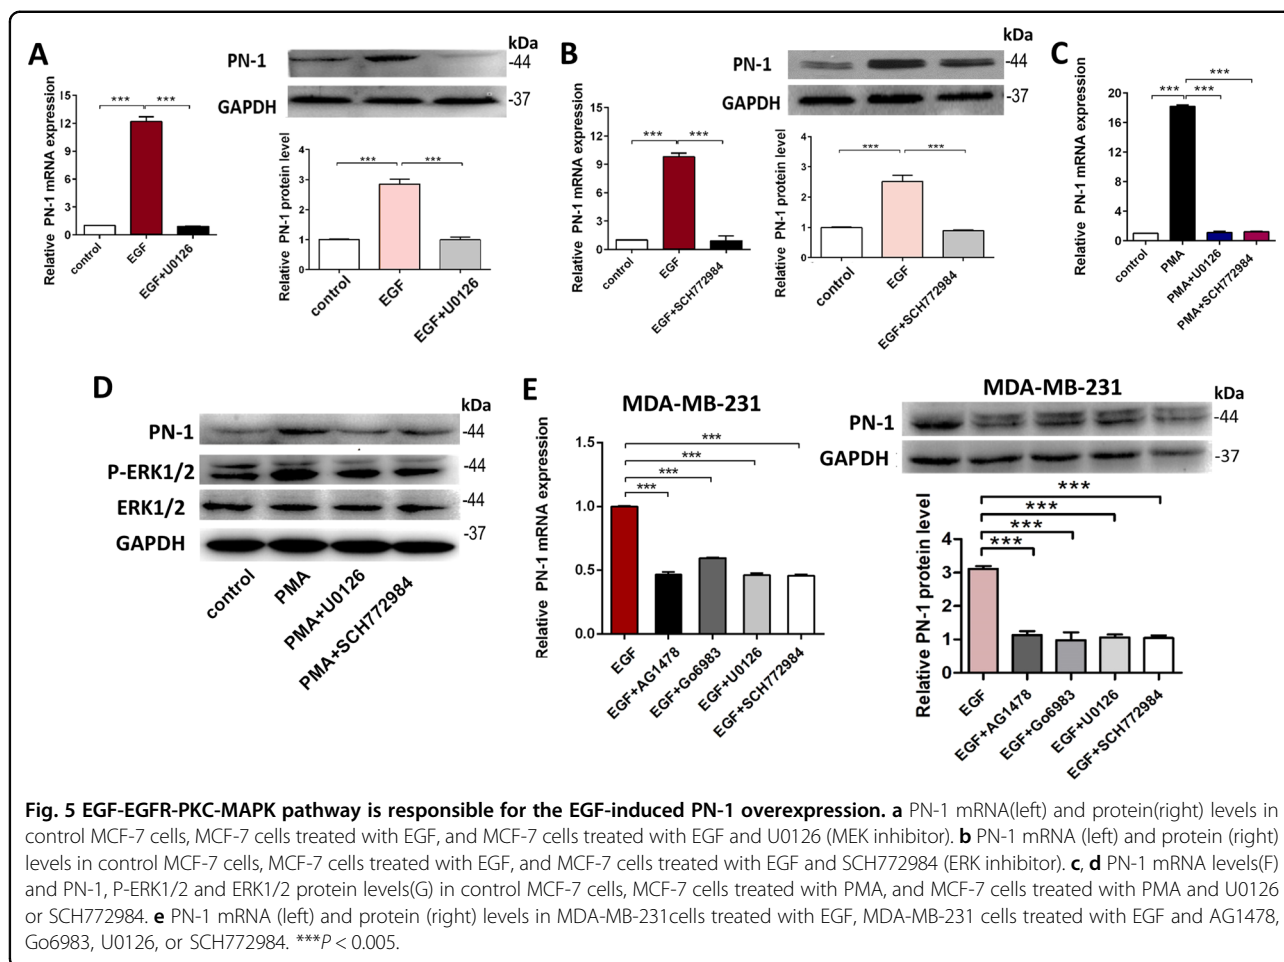 A
PN-1
GAPDH
kDa
-44
-37
Relative PN-1 mRNA expression
15
12
9
6
3
0
***
***
control
EGF
EGF+U0126
Relative PN-1 protein level
4
3
2
1
0
***
***
control
EGF
EGF+U0126
B
PN-1
GAPDH
kDa
-44
-37
Relative PN-1 mRNA expression
15
12
9
6
3
0
***
***
control
EGF
EGF+SCH772984
Relative PN-1 protein level
4
3
2
1
0
***
***
control
EGF
EGF+SCH772984
C
Relative PN-1 mRNA expression
20
16
12
8
4
0
***
***
***
control
PMA
PMA+U0126
PMA+SCH772984
D
kDa
PN-1
-44
P-ERK1/2
-44
ERK1/2
-44
GAPDH
-37
control
PMA
PMA+U0126
PMA+SCH772984
E
MDA-MB-231
Relative PN-1 mRNA expression
1.5
1.0
0.5
0.0
***
***
***
***
EGF
EGF+AG1478
EGF+Go6983
EGF+U0126
EGF+SCH772984
MDA-MB-231
kDa
PN-1
-44
GAPDH
-37
Relative PN-1 protein level
4
3
2
1
0
***
***
***
***
EGF
EGF+AG1478
EGF+Go6983
EGF+U0126
EGF+SCH772984
Fig. 5 EGF-EGFR-PKC-MAPK pathway is responsible for the EGF-induced PN-1 overexpression. a PN-1 mRNA(left) and protein(right) levels in
control MCF-7 cells, MCF-7 cells treated with EGF, and MCF-7 cells treated with EGF and U0126 (MEK inhibitor). b PN-1 mRNA (left) and protein (right)
levels in control MCF-7 cells, MCF-7 cells treated with EGF, and MCF-7 cells treated with EGF and SCH772984 (ERK inhibitor). c, d PN-1 mRNA levels(F)
and PN-1, P-ERK1/2 and ERK1/2 protein levels(G) in control MCF-7 cells, MCF-7 cells treated with PMA, and MCF-7 cells treated with PMA and U0126
or SCH772984. e PN-1 mRNA (left) and protein (right) levels in MDA-MB-231cells treated with EGF, MDA-MB-231 cells treated with EGF and AG1478,
Go6983, U0126, or SCH772984. ***P < 0.005.